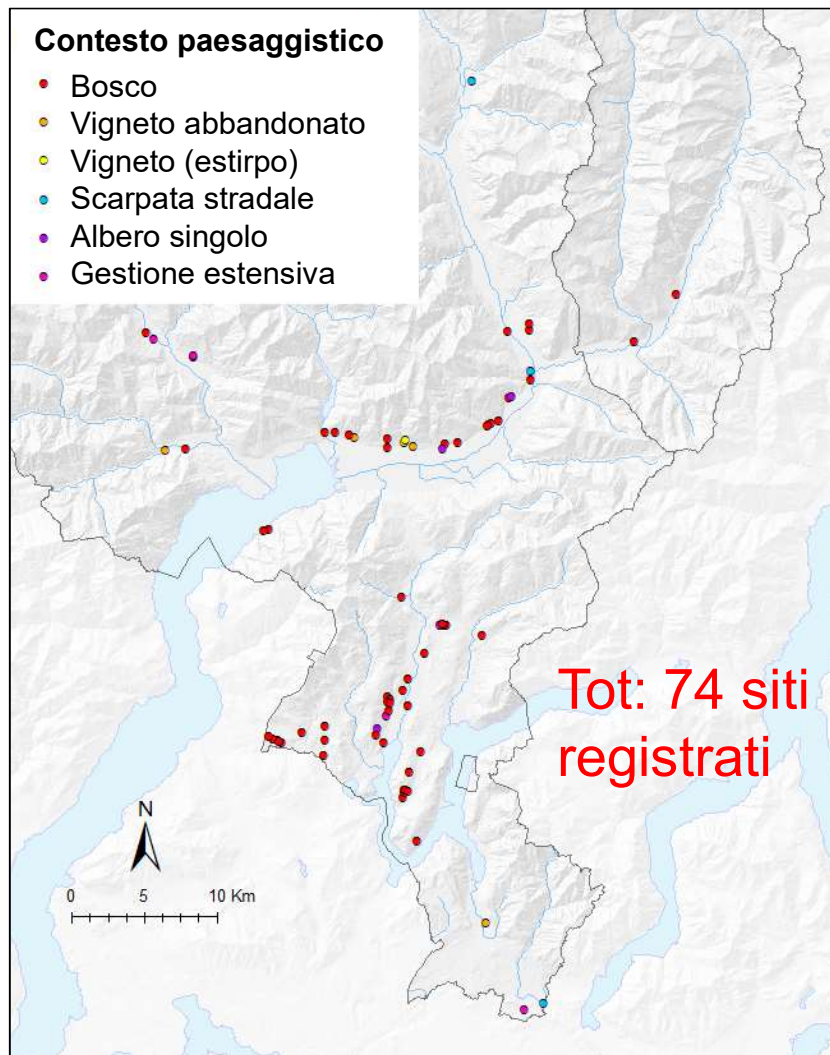 Contesto paesaggistico
Bosco
Vigneto abbandonato
Vigneto (estirpo)
Scarpata stradale
Albero singolo
Gestione estensiva
Tot: 74 siti
registrati
N
0 5 10 Km